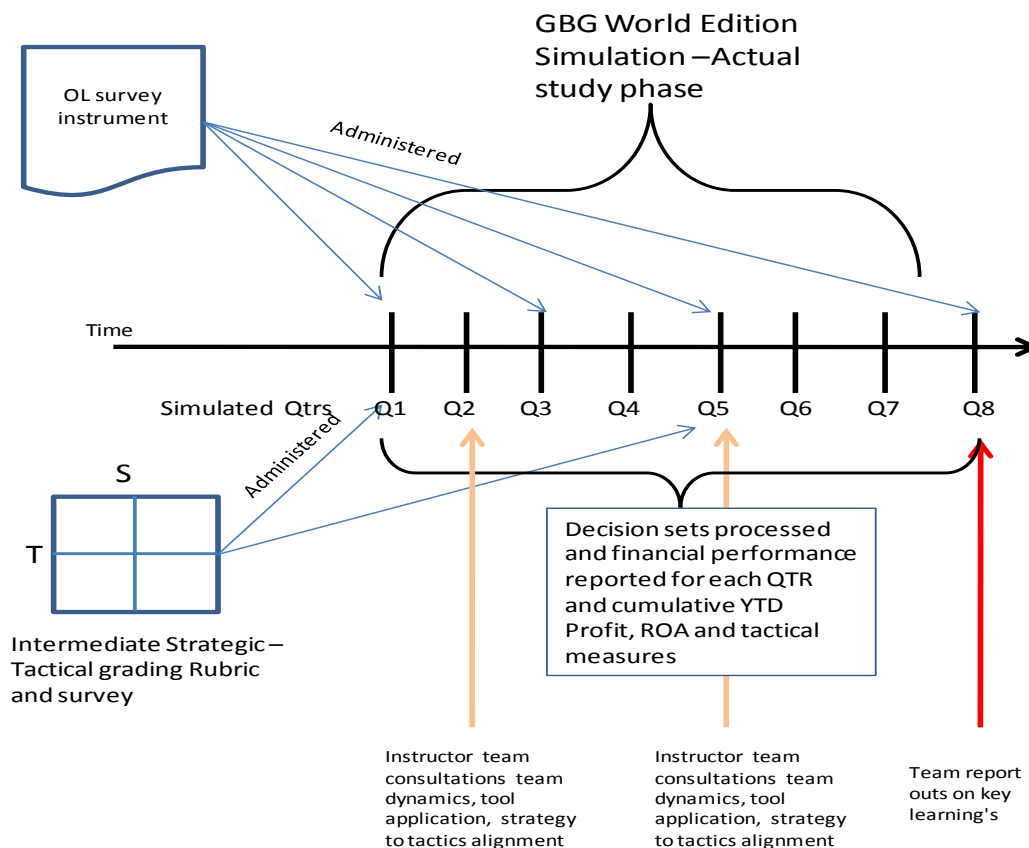 GBG World Edition
Simulation –Actual
study phase
OL survey
instrument
Administered
Time
Simulated Qtrs
Q1
Q2
Q3
Q4
Q5
Q6
Q7
Q8
Administered
S
T
Decision sets processed
and financial performance
reported for each QTR
and cumulative YTD
Profit, ROA and tactical
measures
Intermediate Strategic –
Tactical grading Rubric
and survey
Instructor team
consultations team
dynamics, tool
application, strategy
to tactics alignment
Instructor team
consultations team
dynamics, tool
application, strategy
to tactics alignment
Team report
outs on key
learning's